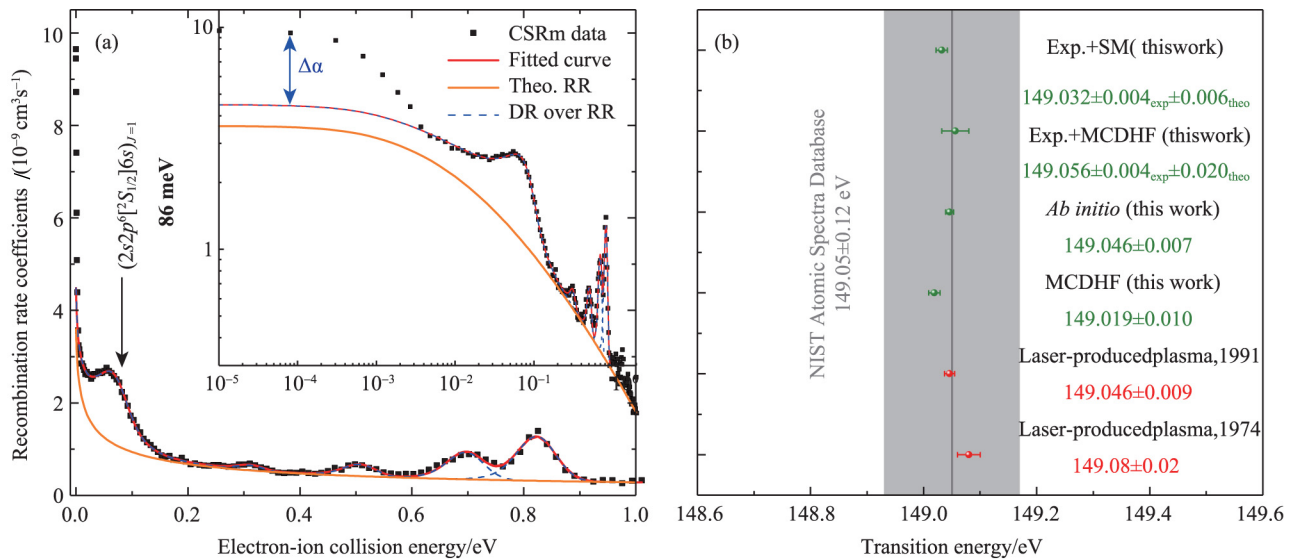 (a)
Recombination rate coefficients /(10⁻⁹ cm³s⁻¹)
10
8
6
4
2
0
0.0
0.2
0.4
0.6
0.8
1.0
Electron-ion collision energy/eV
(2s2p⁶[²S₁/₂]6s)J=1
86 meV
10
1
10⁻⁵
10⁻⁴
10⁻³
10⁻²
10⁻¹
Δα
CSRm data
Fitted curve
Theo. RR
DR over RR
(b)
NIST Atomic Spectra Database
149.05±0.12 eV
Exp.+SM( thiswork)
149.032±0.004exp±0.006theo
Exp.+MCDHF (thiswork)
149.056±0.004exp±0.020theo
Ab initio (this work)
149.046±0.007
MCDHF (this work)
149.019±0.010
Laser-producedplasma,1991
149.046±0.009
Laser-producedplasma,1974
149.08±0.02
148.6
148.8
149.0
149.2
149.4
149.6
Transition energy/eV